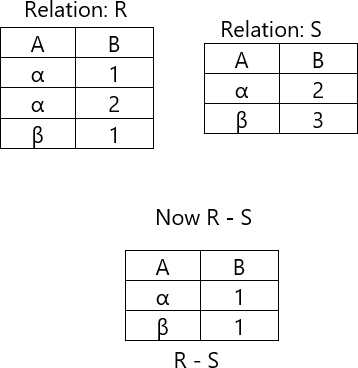 Relation: R
A B
α 1
α 2
β 1
Relation: S
A B
α 2
β 3
Now R - S
A B
α 1
β 1
R - S